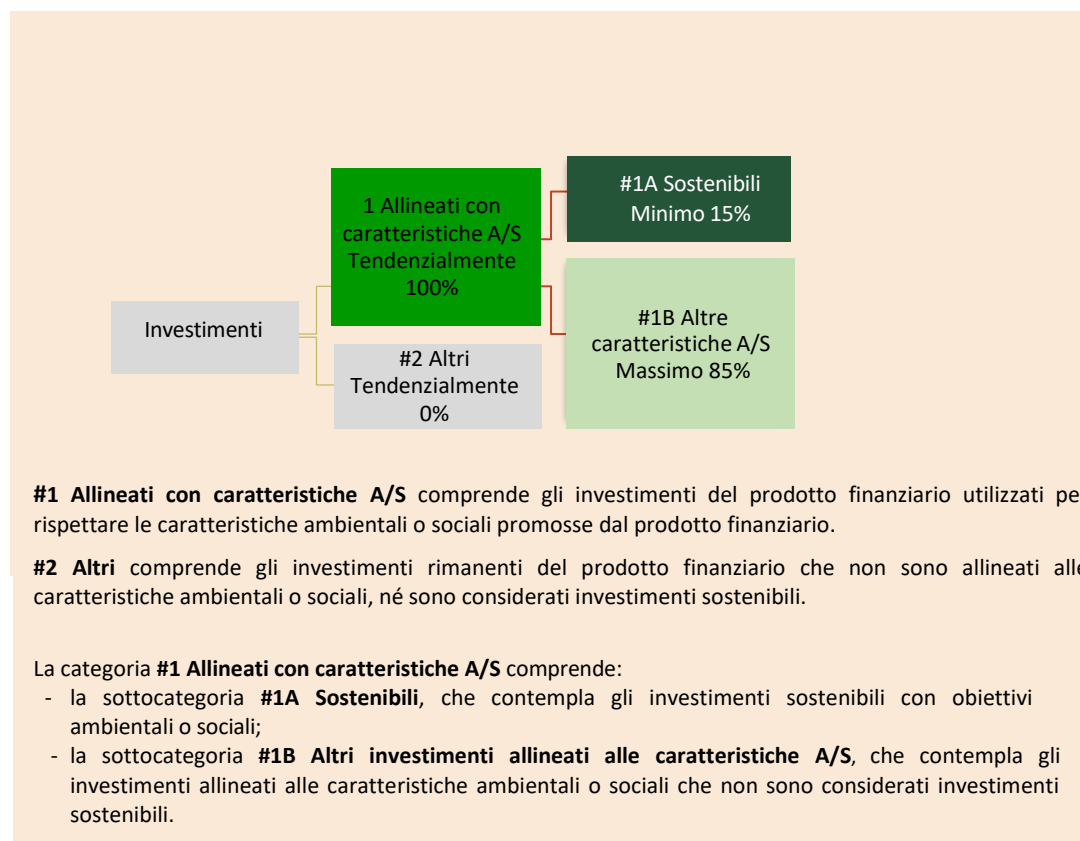 #1A Sostenibili
Minimo 15%
1 Allineati con
caratteristiche A/S
Tendenzialmente
100%
#1B Altre
caratteristiche A/S
Massimo 85%
Investimenti
#2 Altri
Tendenzialmente
0%
#1 Allineati con caratteristiche A/S comprende gli investimenti del prodotto finanziario utilizzati pe
rispettare le caratteristiche ambientali o sociali promosse dal prodotto finanziario.
#2 Altri comprende gli investimenti rimanenti del prodotto finanziario che non sono allineati alle
caratteristiche ambientali o sociali, né sono considerati investimenti sostenibili.
La categoria #1 Allineati con caratteristiche A/S comprende:
- la sottocategoria #1A Sostenibili, che contempla gli investimenti sostenibili con obiettivi
ambientali o sociali;
- la sottocategoria #1B Altri investimenti allineati alle caratteristiche A/S, che contempla gli
investimenti allineati alle caratteristiche ambientali o sociali che non sono considerati investimenti
sostenibili.